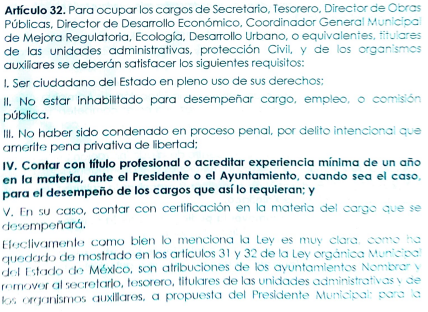 Artículo 32. Para ocupar los cargos de Secretario, Tesorero, Director de Obras
Públicas, Director de Desarrollo Económico, Coordinador General Municipal
de Mejora Regulatoria, Ecología, Desarrollo Urbano, o equivalentes, titulares
de las unidades administrativas, protección Civil, y de los organismos
auxiliares se deberán satisfacer los siguientes requisitos:
I. Ser ciudadano del Estado en pleno uso de sus derechos;
II. No estar inhabilitado para desempeñar cargo, empleo, o comisión
pública.
III. No haber sido condenado en proceso penal, por delito intencional que
amerite pena privativa de libertad;
IV. Contar con título profesional o acreditar experiencia mínima de un año
en la materia, ante el Presidente o el Ayuntamiento, cuando sea el caso,
para el desempeño de los cargos que así lo requieran; y
V. En su caso, contar con certificación en la materia del cargo que se
desempeñará.
Efectivamente como bien lo menciona la Ley es muy clara, como ha
quedado de mostrado en los artículos 31 y 32 de la Ley orgánica Municipal
del Estado de México, son atribuciones de los ayuntamientos Nombrar y
remover al secretario, tesorero, titulares de las unidades administrativas y de
los organismos auxiliares, a propuesta del Presidente Municipal; para la